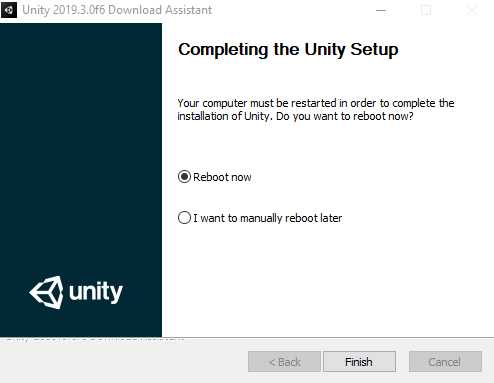 Unity 2019.3.0f6 Download Assistant
Completing the Unity Setup
Your computer must be restarted in order to complete the
installation of Unity. Do you want to reboot now?
Reboot now
I want to manually reboot later
unity
< Back
Finish
Cancel